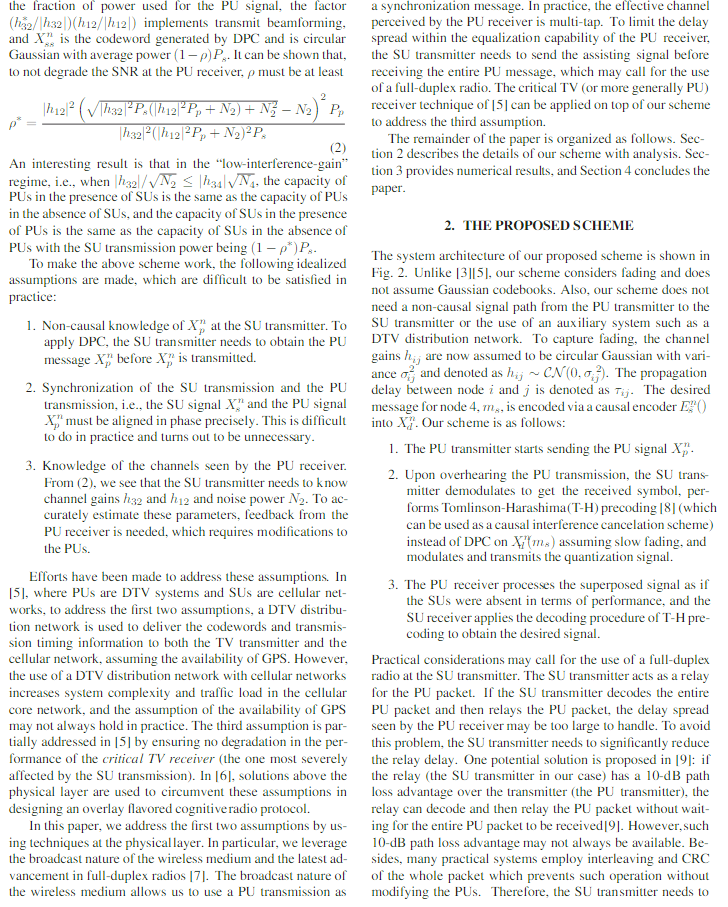 the fraction of power used for the PU signal, the factor
(h*32/|h32|)(h12/|h12|) implements transmit beamforming,
and X^n_ss is the codeword generated by DPC and is circular
Gaussian with average power (1 − ρ)Ps. It can be shown that,
to not degrade the SNR at the PU receiver, ρ must be at least
ρ* = |h12|² (√(|h32|²Ps(|h12|²Pp + N2) + N2²) − N2)² Pp / |h32|²(|h12|²Pp + N2)²Ps
(2)
An interesting result is that in the “low-interference-gain”
regime, i.e., when |h32|/√N2 ≤ |h34|√N4, the capacity of
PUs in the presence of SUs is the same as the capacity of PUs
in the absence of SUs, and the capacity of SUs in the presence
of PUs is the same as the capacity of SUs in the absence of
PUs with the SU transmission power being (1 − ρ*)Ps.
To make the above scheme work, the following idealized
assumptions are made, which are difficult to be satisfied in
practice:
1. Non-causal knowledge of X^n_p at the SU transmitter. To
apply DPC, the SU transmitter needs to obtain the PU
message X^n_p before X^n_p is transmitted.
2. Synchronization of the SU transmission and the PU
transmission, i.e., the SU signal X^n_s and the PU signal
X^n_p must be aligned in phase precisely. This is difficult
to do in practice and turns out to be unnecessary.
3. Knowledge of the channels seen by the PU receiver.
From (2), we see that the SU transmitter needs to know
channel gains h32 and h12 and noise power N2. To ac-
curately estimate these parameters, feedback from the
PU receiver is needed, which requires modifications to
the PUs.
Efforts have been made to address these assumptions. In
[5], where PUs are DTV systems and SUs are cellular net-
works, to address the first two assumptions, a DTV distribu-
tion network is used to deliver the codewords and transmis-
sion timing information to both the TV transmitter and the
cellular network, assuming the availability of GPS. However,
the use of a DTV distribution network with cellular networks
increases system complexity and traffic load in the cellular
core network, and the assumption of the availability of GPS
may not always hold in practice. The third assumption is par-
tially addressed in [5] by ensuring no degradation in the per-
formance of the critical TV receiver (the one most severely
affected by the SU transmission). In [6], solutions above the
physical layer are used to circumvent these assumptions in
designing an overlay flavored cognitive radio protocol.
In this paper, we address the first two assumptions by us-
ing techniques at the physical layer. In particular, we leverage
the broadcast nature of the wireless medium and the latest ad-
vancement in full-duplex radios [7]. The broadcast nature of
the wireless medium allows us to use a PU transmission as
a synchronization message. In practice, the effective channel
perceived by the PU receiver is multi-tap. To limit the delay
spread within the equalization capability of the PU receiver,
the SU transmitter needs to send the assisting signal before
receiving the entire PU message, which may call for the use
of a full-duplex radio. The critical TV (or more generally PU)
receiver technique of [5] can be applied on top of our scheme
to address the third assumption.
The remainder of the paper is organized as follows. Sec-
tion 2 describes the details of our scheme with analysis. Sec-
tion 3 provides numerical results, and Section 4 concludes the
paper.
2. THE PROPOSED SCHEME
The system architecture of our proposed scheme is shown in
Fig. 2. Unlike [3][5], our scheme considers fading and does
not assume Gaussian codebooks. Also, our scheme does not
need a non-causal signal path from the PU transmitter to the
SU transmitter or the use of an auxiliary system such as a
DTV distribution network. To capture fading, the channel
gains hij are now assumed to be circular Gaussian with vari-
ance σ²ij and denoted as hij ∼ CN(0, σ²ij). The propagation
delay between node i and j is denoted as τij. The desired
message for node 4, ms, is encoded via a causal encoder E^n_s()
into X^n_d. Our scheme is as follows:
1. The PU transmitter starts sending the PU signal X^n_p.
2. Upon overhearing the PU transmission, the SU trans-
mitter demodulates to get the received symbol, per-
forms Tomlinson-Harashima (T-H) precoding [8] (which
can be used as a causal interference cancelation scheme)
instead of DPC on X^n_d(ms) assuming slow fading, and
modulates and transmits the quantization signal.
3. The PU receiver processes the superposed signal as if
the SUs were absent in terms of performance, and the
SU receiver applies the decoding procedure of T-H pre-
coding to obtain the desired signal.
Practical considerations may call for the use of a full-duplex
radio at the SU transmitter. The SU transmitter acts as a relay
for the PU packet. If the SU transmitter decodes the entire
PU packet and then relays the PU packet, the delay spread
seen by the PU receiver may be too large to handle. To avoid
this problem, the SU transmitter needs to significantly reduce
the relay delay. One potential solution is proposed in [9]: if
the relay (the SU transmitter in our case) has a 10-dB path
loss advantage over the transmitter (the PU transmitter), the
relay can decode and then relay the PU packet without wait-
ing for the entire PU packet to be received[9]. However, such
10-dB path loss advantage may not always be available. Be-
sides, many practical systems employ interleaving and CRC
of the whole packet which prevents such operation without
modifying the PUs. Therefore, the SU transmitter needs to